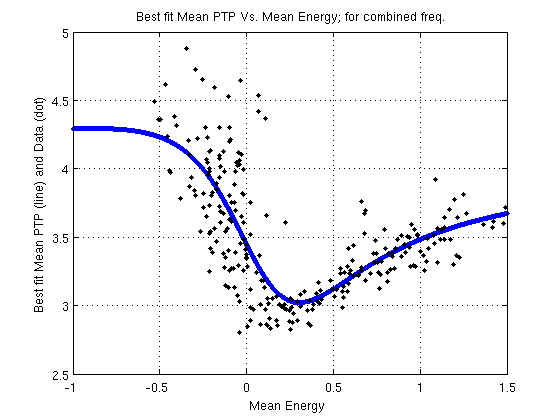 Best fit Mean PTP Vs. Mean Energy; for combined freq.
5
4.5
4
3.5
3
2.5
Best fit Mean PTP (line) and Data (dot)
-1 -0.5 0 0.5 1 1.5
Mean Energy